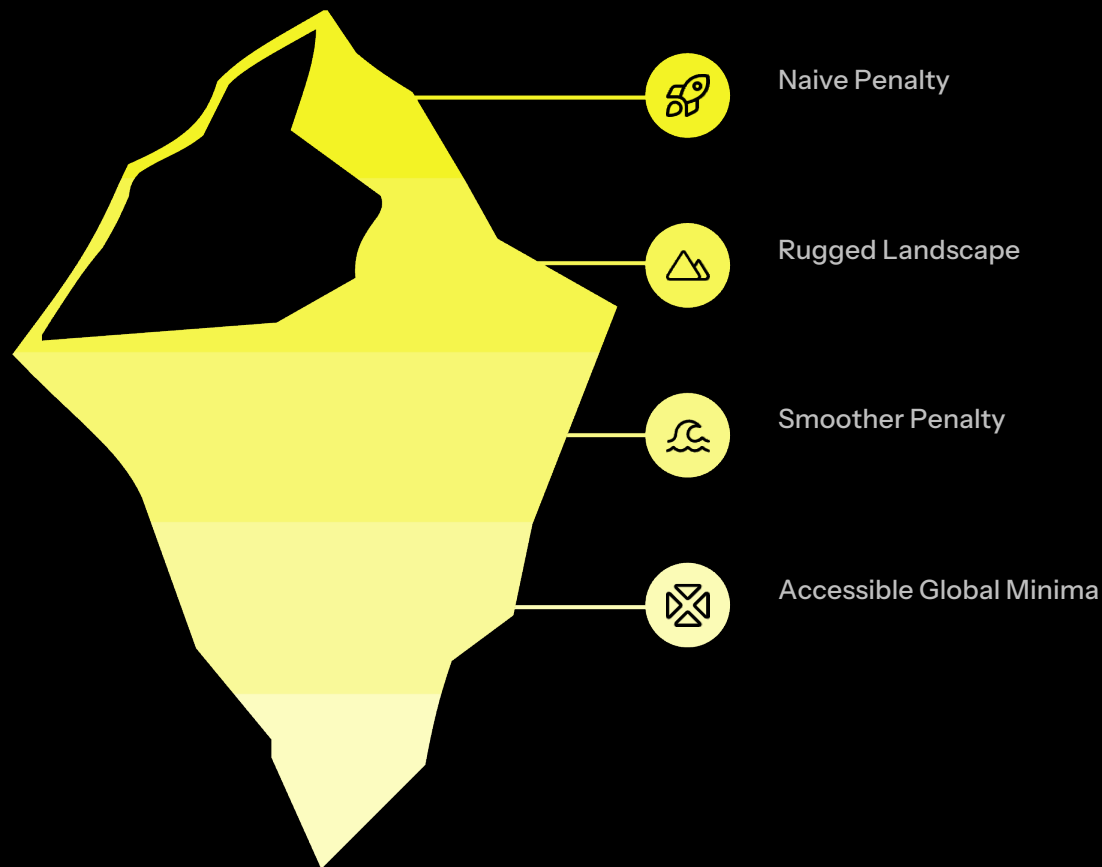 Naive Penalty
Rugged Landscape
Smoother Penalty
Accessible Global Minima